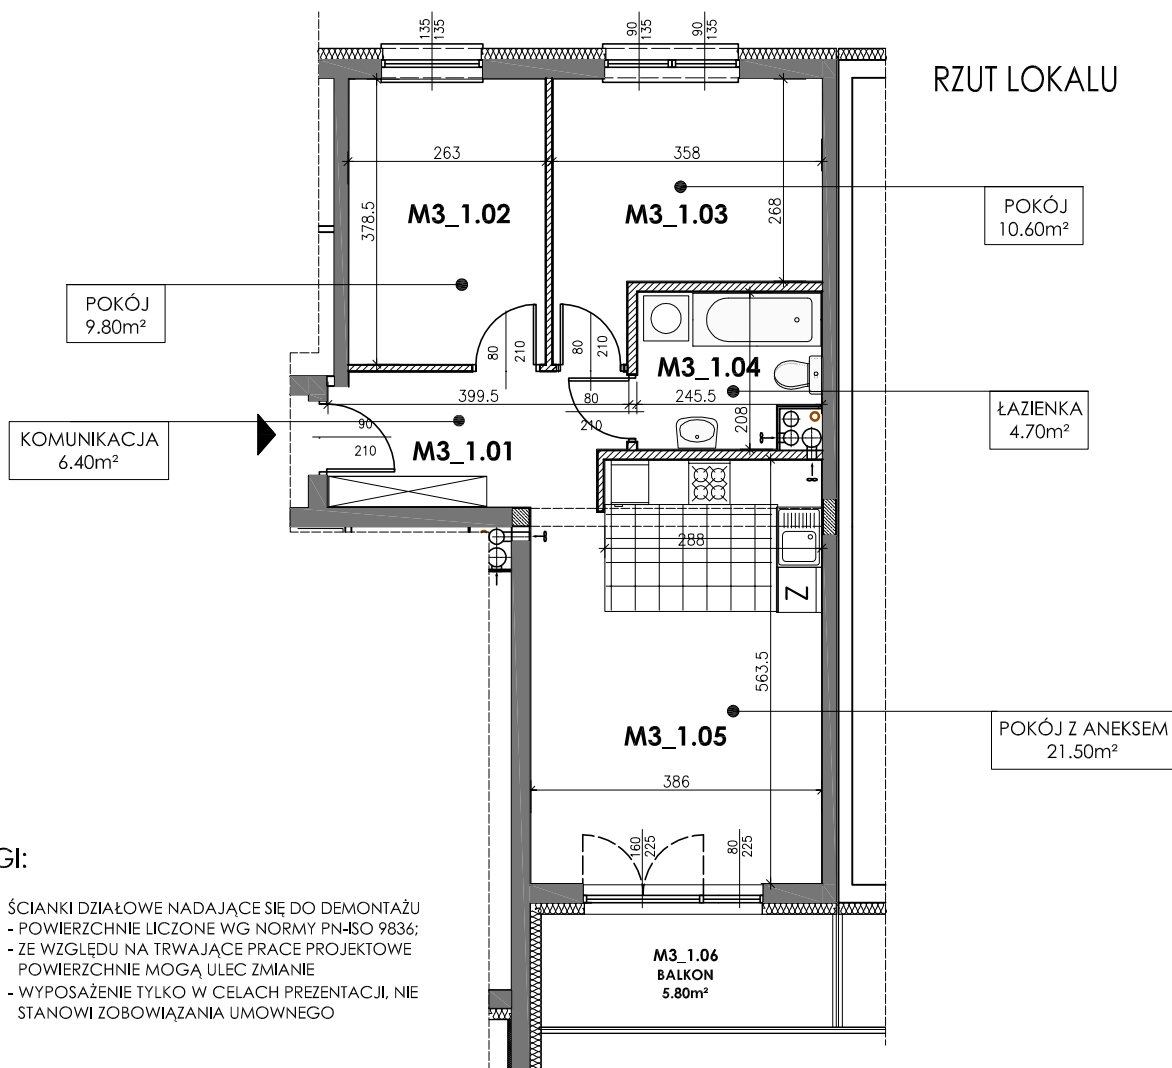 135
135
90
135
90
135
RZUT LOKALU
263
358
378.5
268
M3_1.02
M3_1.03
POKÓJ
10.60m²
POKÓJ
9.80m²
80
210
80
210
M3_1.04
399.5
80
245.5
210
208
ŁAZIENKA
4.70m²
90
210
KOMUNIKACJA
6.40m²
M3_1.01
288
Z
563.5
M3_1.05
POKÓJ Z ANEKSEM
21.50m²
386
160
225
80
225
GI:
ŚCIANKI DZIAŁOWE NADAJĄCE SIĘ DO DEMONTAŻU
- POWIERZCHNIE LICZONE WG NORMY PN-ISO 9836;
- ZE WZGLĘDU NA TRWAJĄCE PRACE PROJEKTOWE
POWIERZCHNIE MOGĄ ULEC ZMIANIE
- WYPOSAŻENIE TYLKO W CELACH PREZENTACJI, NIE
STANOWI ZOBOWIĄZANIA UMOWNEGO
M3_1.06
BALKON
5.80m²